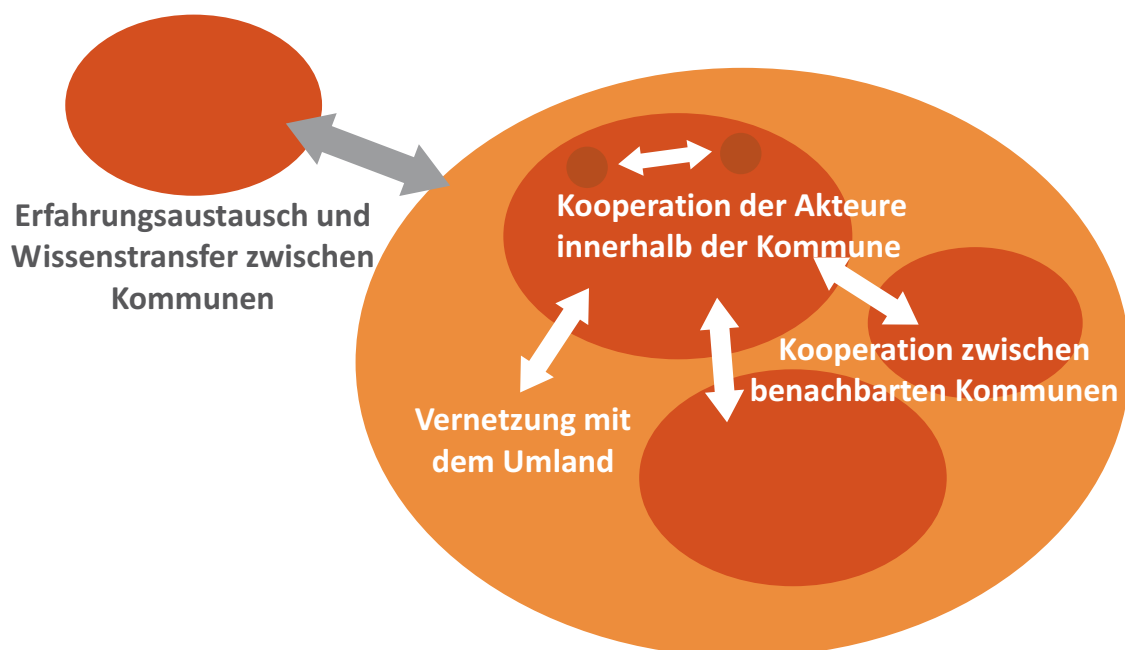 Erfahrungsaustausch und
Wissenstransfer zwischen
Kommunen
Kooperation der Akteure
innerhalb der Kommune
Kooperation zwischen
benachbarten Kommunen
Vernetzung mit
dem Umland